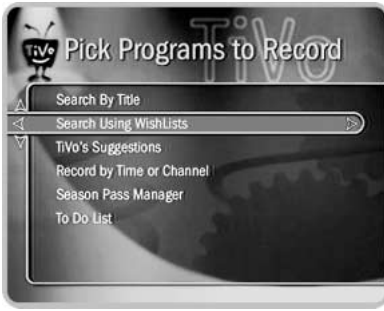 TiVo
TiVo
Pick Programs to Record
Search By Title
Search Using WishLists
TiVo's Suggestions
Record by Time or Channel
Season Pass Manager
To Do List